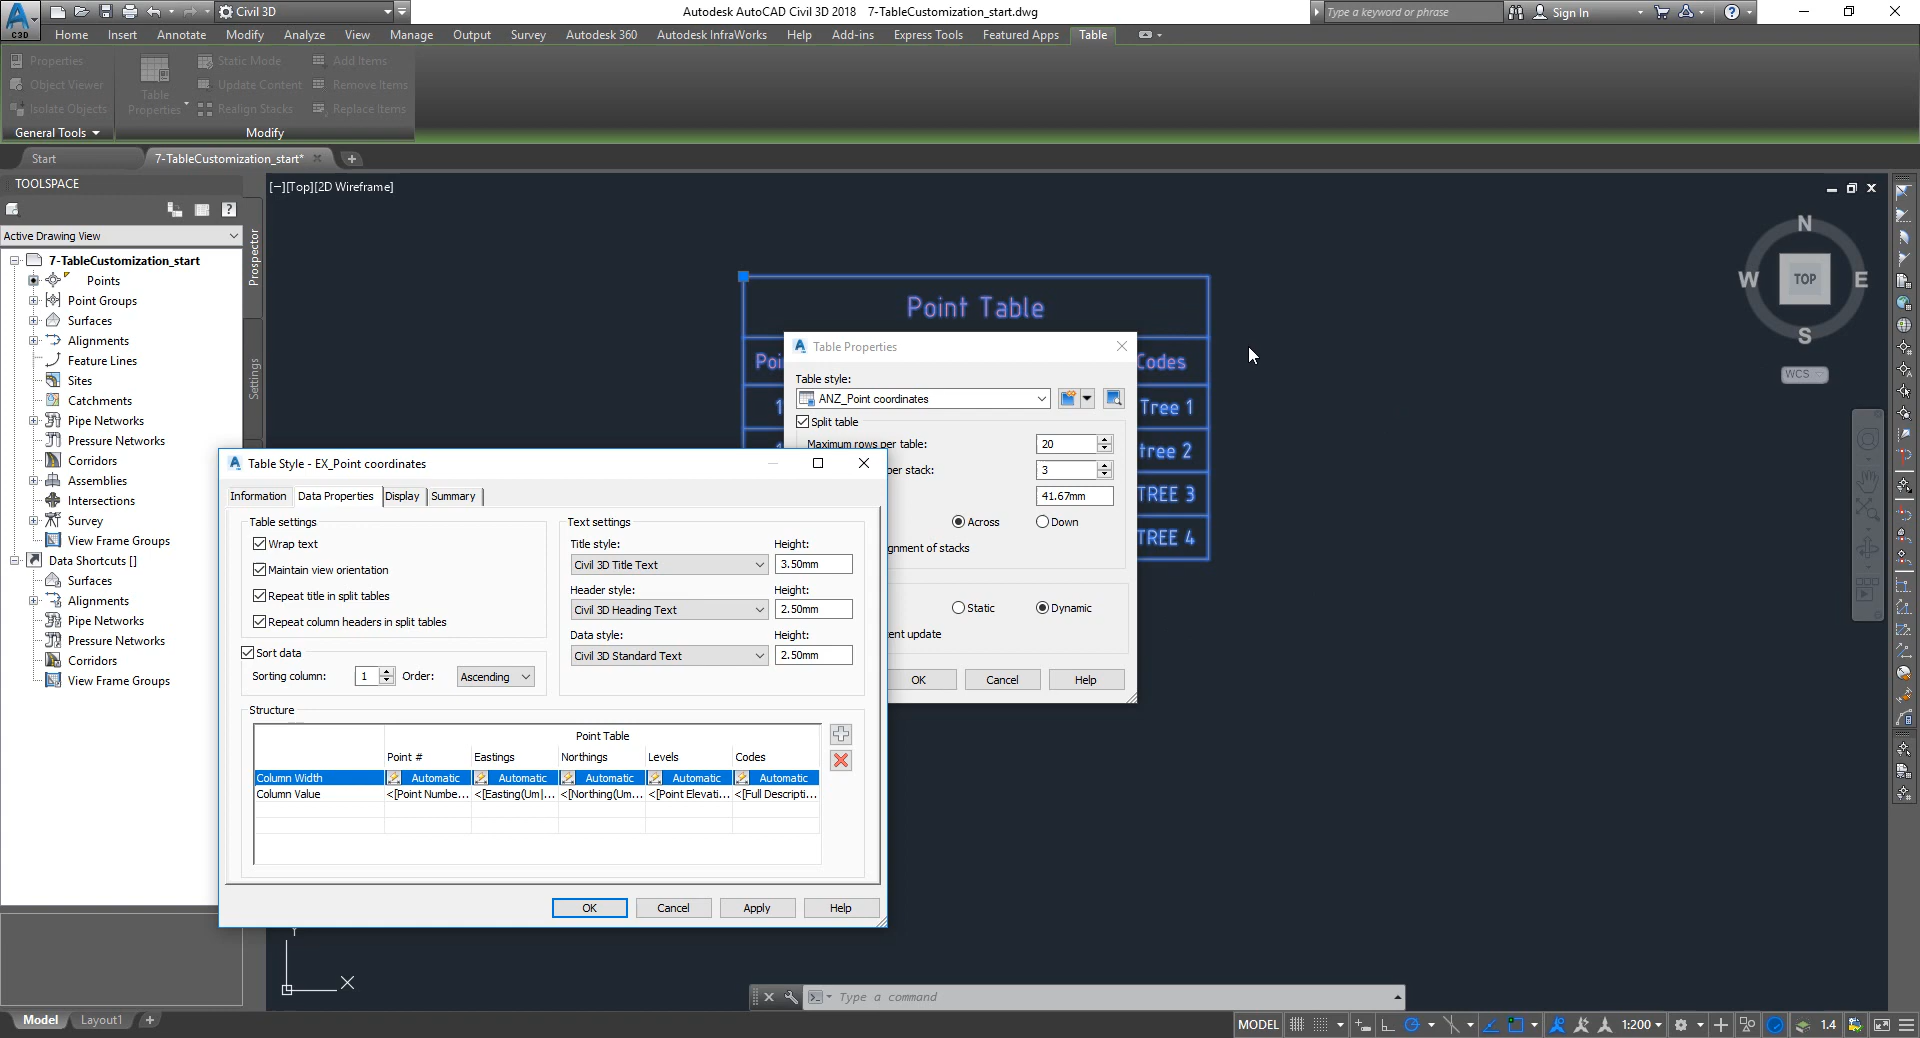 Civil 3D
Autodesk AutoCAD Civil 3D 2018 7-TableCustomization_start.dwg
Type a keyword or phrase
Sign In
C3D
Home Insert Annotate Modify Analyze View Manage Output Survey Autodesk 360 Autodesk InfraWorks Help Add-ins Express Tools Featured Apps Table
Properties
Object Viewer
Isolate Objects
General Tools
Table
Properties
Static Mode
Update Content
Realign Stacks
Add Items
Remove Items
Replace Items
Modify
Start
7-TableCustomization_start*
TOOLSPACE
Active Drawing View
7-TableCustomization_start
Points
Point Groups
Surfaces
Alignments
Feature Lines
Sites
Catchments
Pipe Networks
Pressure Networks
Corridors
Assemblies
Intersections
Survey
View Frame Groups
Data Shortcuts []
Surfaces
Alignments
Pipe Networks
Pressure Networks
Corridors
View Frame Groups
Prospector
Settings
[−][Top][2D Wireframe]
N
W TOP E
S
WCS
Point Table
Poi Codes
1 Tree 1
tree 2
TREE 3
TREE 4
Table Properties
Table style:
ANZ_Point coordinates
Split table
Maximum rows per table: 20
per stack: 3
41.67mm
Across Down
gnment of stacks
Static Dynamic
ent update
OK Cancel Help
Table Style - EX_Point coordinates
Information Data Properties Display Summary
Table settings
Wrap text
Maintain view orientation
Repeat title in split tables
Repeat column headers in split tables
Sort data
Sorting column: 1 Order: Ascending
Text settings
Title style: Height:
Civil 3D Title Text 3.50mm
Header style: Height:
Civil 3D Heading Text 2.50mm
Data style: Height:
Civil 3D Standard Text 2.50mm
Structure
Point Table
Point # Eastings Northings Levels Codes
Column Width Automatic Automatic Automatic Automatic Automatic
Column Value <[Point Numbe... <[Easting(Um|... <[Northing(Um... <[Point Elevati... <[Full Descripti...
OK Cancel Apply Help
Y
X
Type a command
Model Layout1
MODEL 1:200 1.4